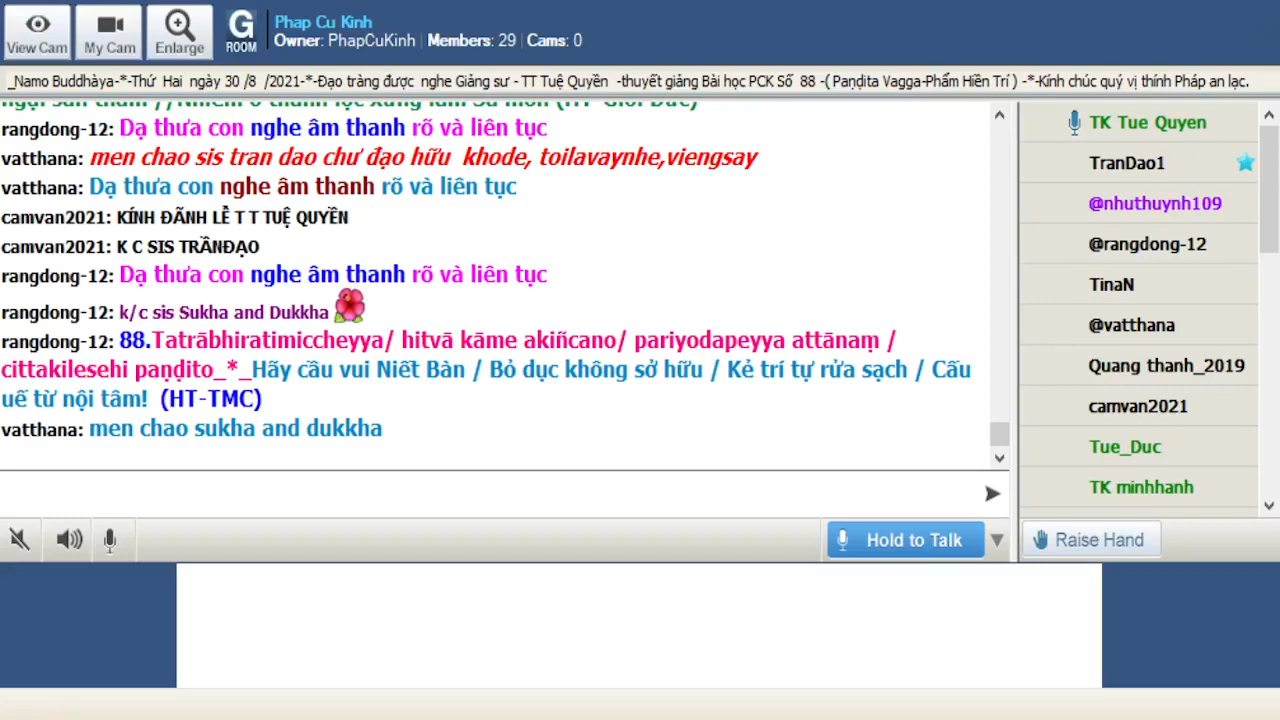 View Cam
My Cam
Enlarge
G
ROOM
Phap Cu Kinh
Owner: PhapCuKinh | Members: 29 | Cams: 0
_Namo Buddhàya-*-Thứ Hai ngày 30 /8 /2021-*-Đạo tràng được nghe Giảng sư - TT Tuệ Quyền -thuyết giảng Bài học PCK Số 88 -( Paṇḍita Vagga-Phẩm Hiền Trí ) -*-Kính chúc quý vị thính Pháp an lạc.
rangdong-12: Dạ thưa con nghe âm thanh rõ và liên tục
vatthana: men chao sis tran dao chư đạo hữu khode, toilavaynhe,viengsay
vatthana: Dạ thưa con nghe âm thanh rõ và liên tục
camvan2021: KÍNH ĐÃNH LỄ T T TUỆ QUYỀN
camvan2021: K C SIS TRẦNĐẠO
rangdong-12: Dạ thưa con nghe âm thanh rõ và liên tục
rangdong-12: k/c sis Sukha and Dukkha
rangdong-12: 88.Tatrābhiratimiccheyya/ hitvā kāme akiñcano/ pariyodapeyya attānaṃ /
cittakilesehi paṇḍito_*_Hãy cầu vui Niết Bàn / Bỏ dục không sở hữu / Kẻ trí tự rửa sạch / Cấu
uế từ nội tâm! (HT-TMC)
vatthana: men chao sukha and dukkha
TK Tue Quyen
TranDao1
@nhuthuynh109
@rangdong-12
TinaN
@vatthana
Quang thanh_2019
camvan2021
Tue_Duc
TK minhhanh
Hold to Talk
Raise Hand